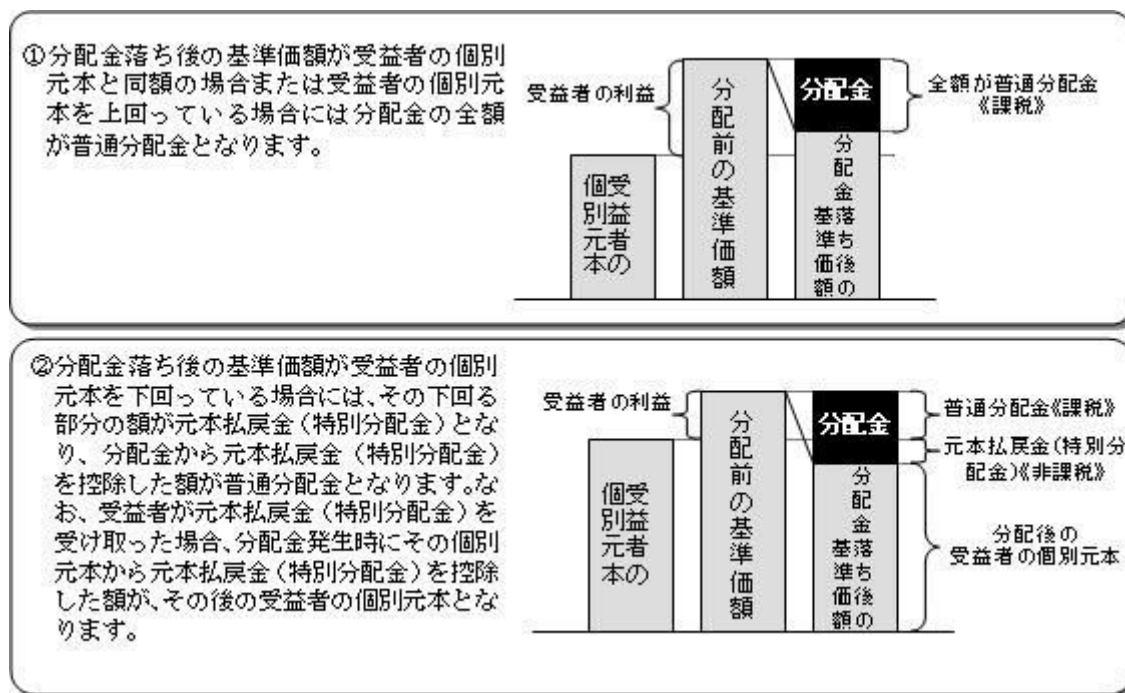 ①分配金落ち後の基準価額が受益者の個別
元本と同額の場合または受益者の個別元
本を上回っている場合には分配金の全額
が普通分配金となります。
受益者の利益
個別元本
受益者の
分配前の基準価額
分配金
分配金落ち後の
基準価額
全額が普通分配金
《課税》
②分配金落ち後の基準価額が受益者の個別
元本を下回っている場合には、その下回る
部分の額が元本払戻金（特別分配金）とな
り、分配金から元本払戻金（特別分配金）
を控除した額が普通分配金となります。な
お、受益者が元本払戻金（特別分配金）を
受け取った場合、分配金発生時にその個別
元本から元本払戻金（特別分配金）を控除
した額が、その後の受益者の個別元本とな
ります。
受益者の利益
受益者の
個別元本
分配前の基準価額
分配金
分配金落ち後の
基準価額
普通分配金《課税》
元本払戻金(特別分
配金)《非課税》
分配後の
受益者の個別元本